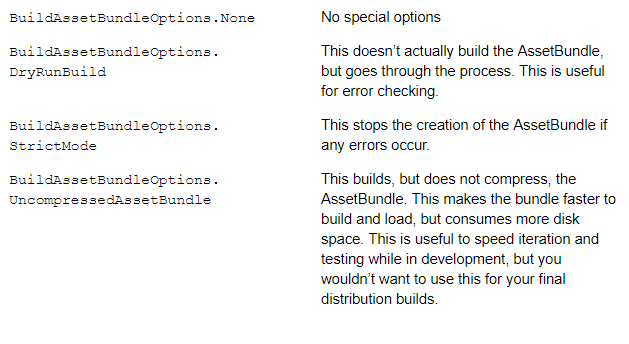 BuildAssetBundleOptions.None
No special options
BuildAssetBundleOptions.
DryRunBuild
This doesn’t actually build the AssetBundle,
but goes through the process. This is useful
for error checking.
BuildAssetBundleOptions.
StrictMode
This stops the creation of the AssetBundle if
any errors occur.
BuildAssetBundleOptions.
UncompressedAssetBundle
This builds, but does not compress, the
AssetBundle. This makes the bundle faster to
build and load, but consumes more disk
space. This is useful to speed iteration and
testing while in development, but you
wouldn’t want to use this for your final
distribution builds.